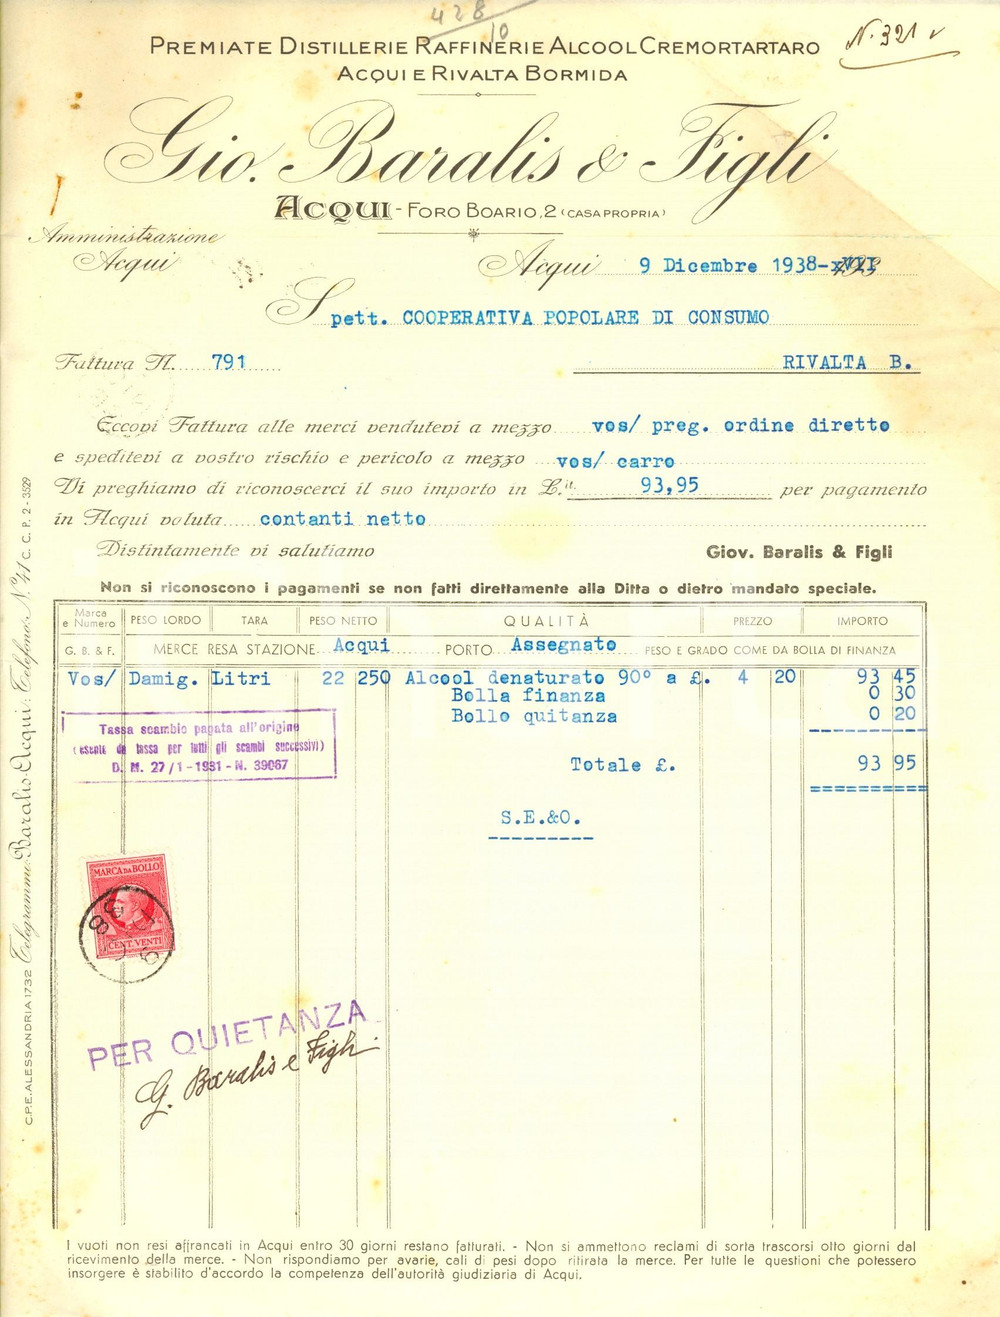 428
10
N. 321 v
PREMIATE DISTILLERIE RAFFINERIE ALCOOL CREMORTARTARO
ACQUI E RIVALTA BORMIDA
Gio. Baralis & Figli
ACQUI - FORO BOARIO, 2 (CASA PROPRIA)
Amministrazione
Acqui
Acqui 9 Dicembre 1938-XVII
Spett. COOPERATIVA POPOLARE DI CONSUMO
Fattura N. 791
RIVALTA B.
Eccovi Fattura alle merci vendutevi a mezzo vos/ preg. ordine diretto
e speditevi a vostro rischio e pericolo a mezzo vos/ carro
Vi preghiamo di riconoscerci il suo importo in L.it. 93,95 per pagamento
in Acqui valuta contanti netto
Distintamente vi salutiamo Giov. Baralis & Figli
Non si riconoscono i pagamenti se non fatti direttamente alla Ditta o dietro mandato speciale.
Marca e Numero PESO LORDO TARA PESO NETTO QUALITÀ PREZZO IMPORTO
G. B. & F. MERCE RESA STAZIONE Acqui PORTO Assegnato PESO E GRADO COME DA BOLLA DI FINANZA
Vos/ Damig. Litri 22 250 Alcool denaturato 90° a £. 4 20 93 45
Bolla finanza 0 30
Bollo quitanza 0 20
Tassa scambio pagata all'origine
(esente da tassa per tutti gli scambi successivi)
D. M. 27/1-1931 - N. 39067
Totale £. 93 95
S.E.&O.
MARCA DA BOLLO
CENT. VENTI
PER QUIETANZA
G. Baralis e Figli
C.P.E. ALESSANDRIA 1732 Telegrammi: Baralis-Acqui: Telefono N. 41 C. C. P. 2-3529
I vuoti non resi affrancati in Acqui entro 30 giorni restano fatturati. - Non si ammettono reclami di sorta trascorsi otto giorni dal
ricevimento della merce. - Non rispondiamo per avarie, cali di pesi dopo ritirata la merce. Per tutte le questioni che potessero
insorgere è stabilito d'accordo la competenza dell'autorità giudiziaria di Acqui.